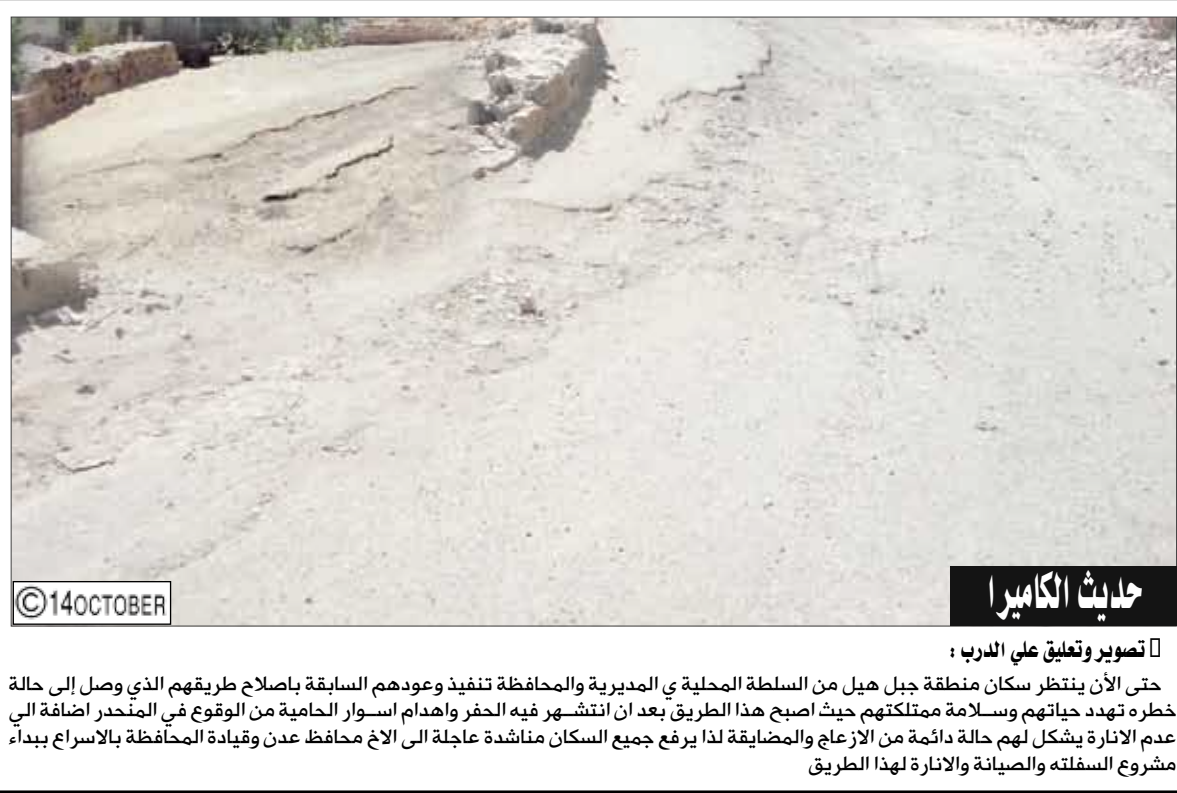 ©14OCTOBER
حديث الكاميرا
تصوير وتعليق علي الدرب :
حتى الأن ينتظر سكان منطقة جبل هيل من السلطة المحلية ي المديرية والمحافظة تنفيذ وعودهم السابقة باصلاح طريقهم الذي وصل إلى حالة
خطره تهدد حياتهم وسلامة ممتلكتهم حيث اصبح هذا الطريق بعد ان انتشهر فيه الحفر واهدام اسوار الحامية من الوقوع في المنحدر اضافة الي
عدم الانارة يشكل لهم حالة دائمة من الازعاج والمضايقة لذا يرفع جميع السكان مناشدة عاجلة الى الاخ محافظ عدن وقيادة المحافظة بالاسراع ببداء
مشروع السفلته والصيانة والانارة لهذا الطريق